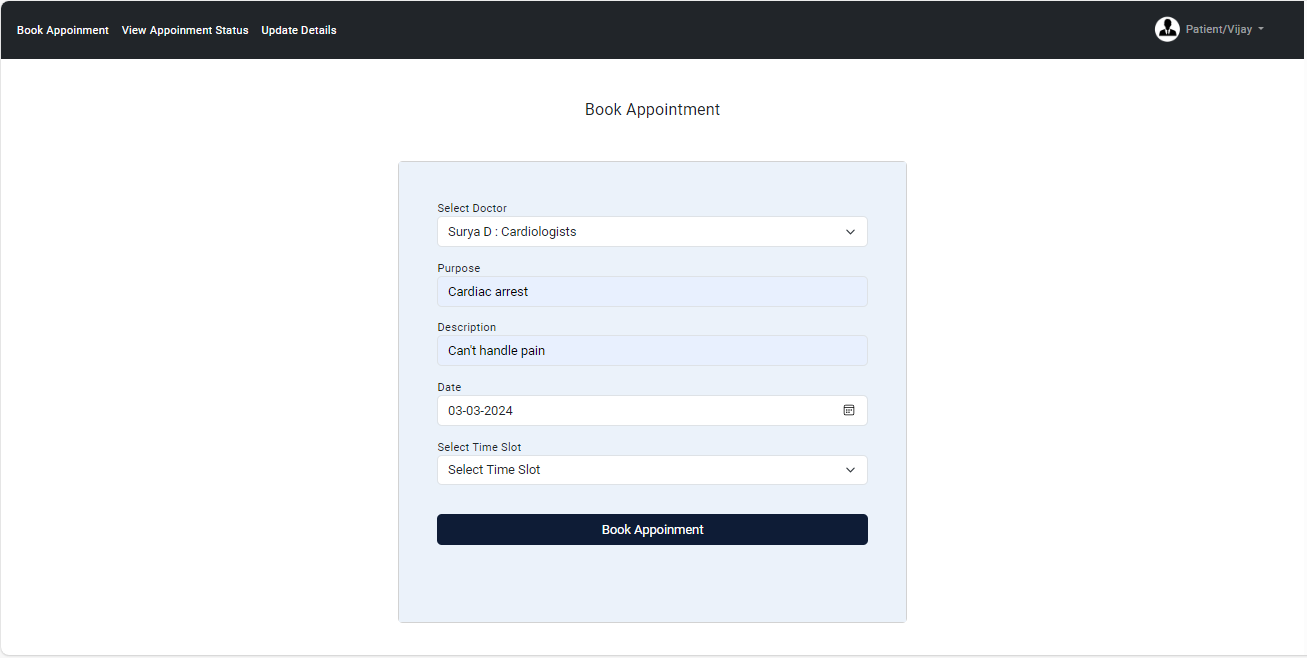 Book Appoinment View Appoinment Status Update Details Patient/Vijay
Book Appointment
Select Doctor
Surya D : Cardiologists
Purpose
Cardiac arrest
Description
Can't handle pain
Date
03-03-2024
Select Time Slot
Select Time Slot
Book Appoinment